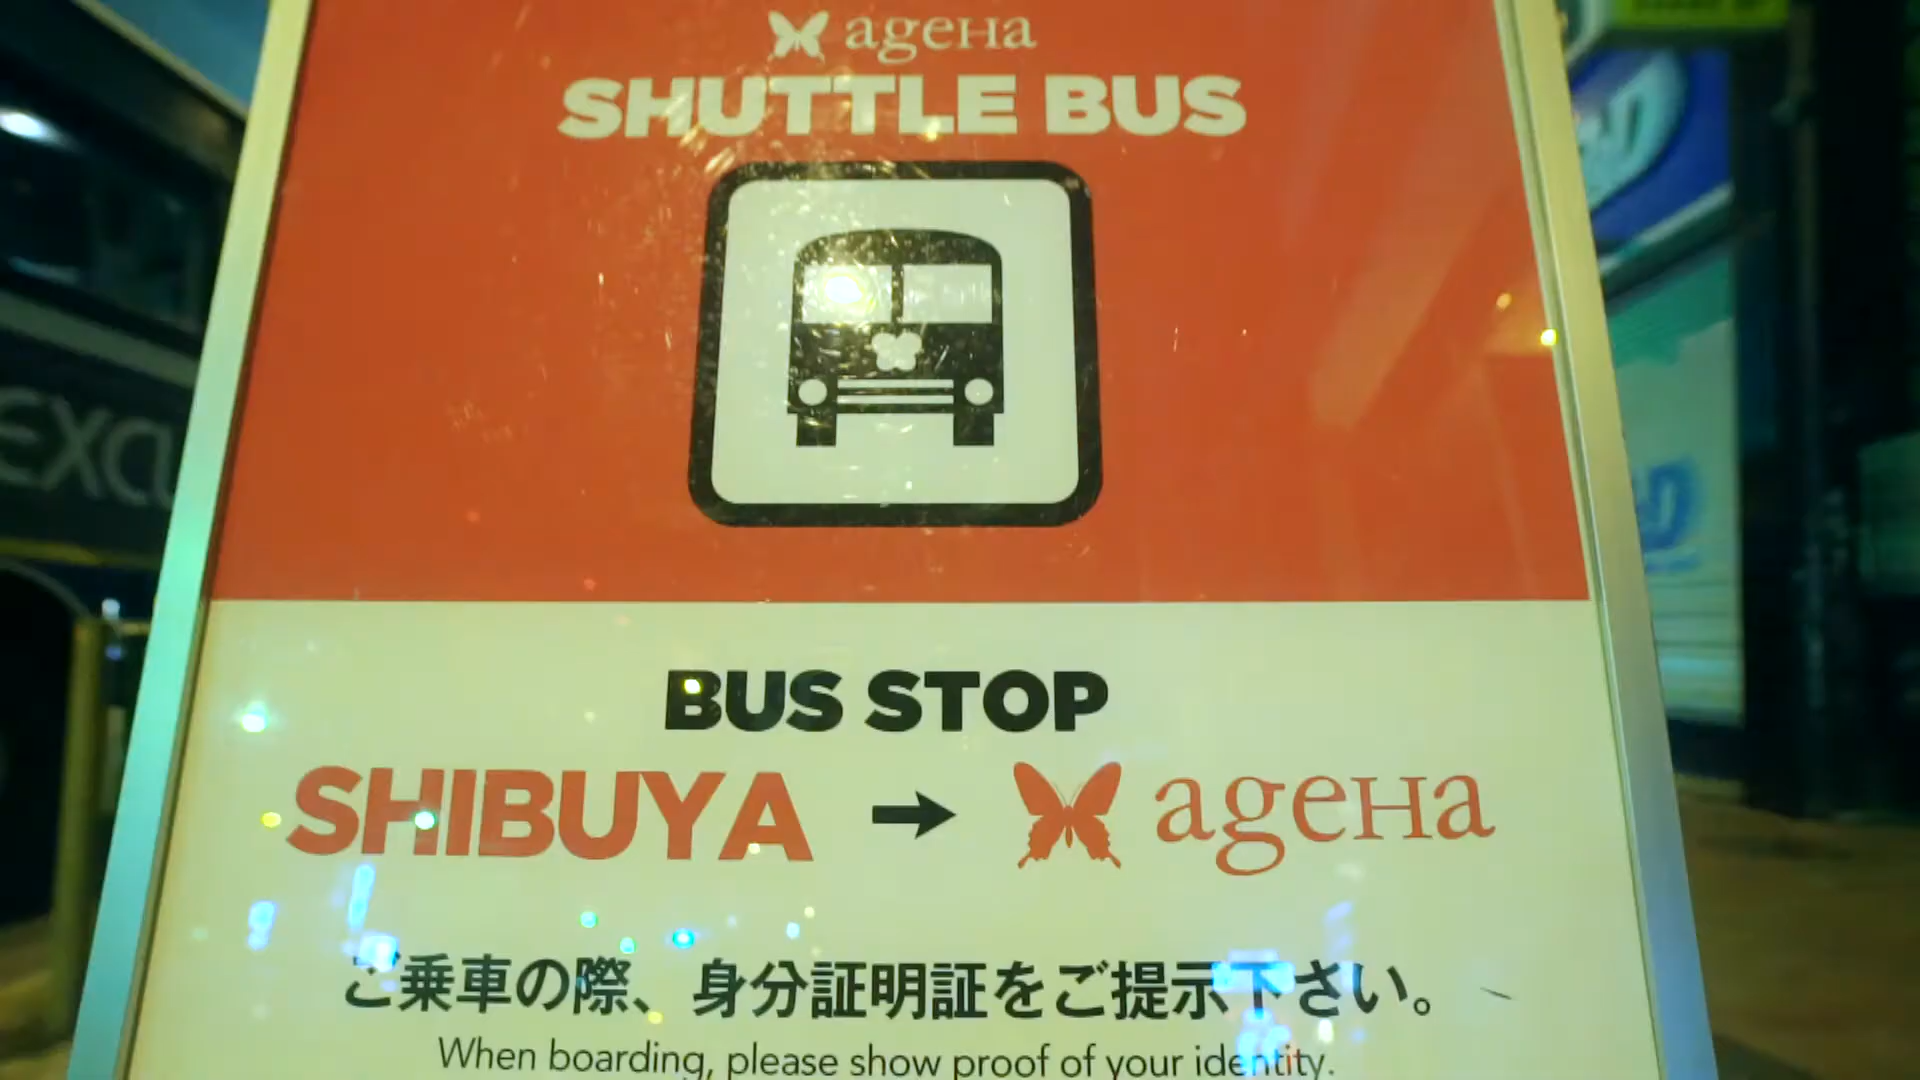 ageHa
SHUTTLE BUS
BUS STOP
SHIBUYA → ageHa
ご乗車の際、身分証明証をご提示下さい。
When boarding, please show proof of your identity.
EXCL